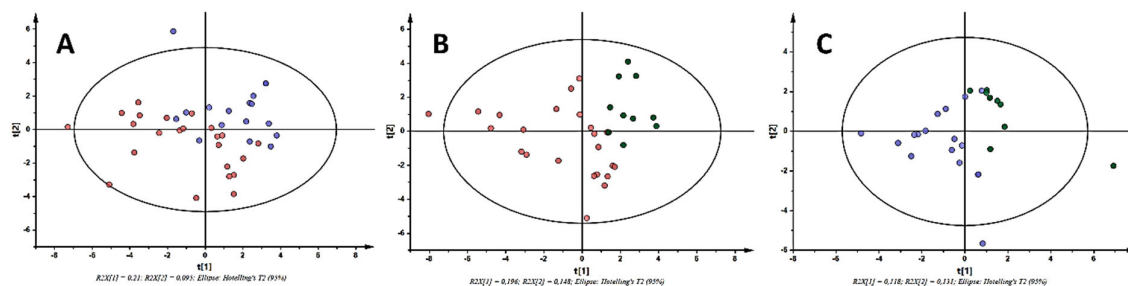 A
t[2]
6
4
2
0
-2
-4
-6
-8 -6 -4 -2 0 2 4 6 8
t[1]
R2X[1] = 0,21; R2X[2] = 0,095; Ellipse: Hotelling's T2 (95%)
B
t[2]
6
4
2
0
-2
-4
-6
-8 -6 -4 -2 0 2 4 6 8
t[1]
R2X[1] = 0,196; R2X[2] = 0,148; Ellipse: Hotelling's T2 (95%)
C
t[2]
6
4
2
0
-2
-4
-6
-6 -4 -2 0 2 4 6
t[1]
R2X[1] = 0,118; R2X[2] = 0,131; Ellipse: Hotelling's T2 (95%)